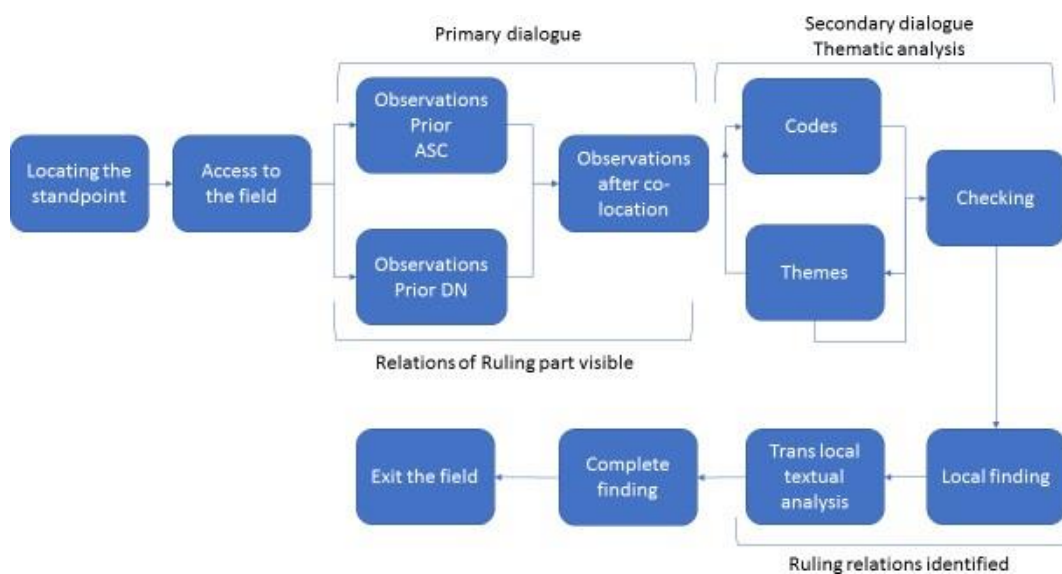 Primary dialogue
Secondary dialogue
Thematic analysis
Locating the
standpoint
Access to
the field
Observations
Prior
ASC
Observations
Prior DN
Observations
after co-
location
Codes
Themes
Checking
Relations of Ruling part visible
Exit the field
Complete
finding
Trans local
textual
analysis
Local finding
Ruling relations identified